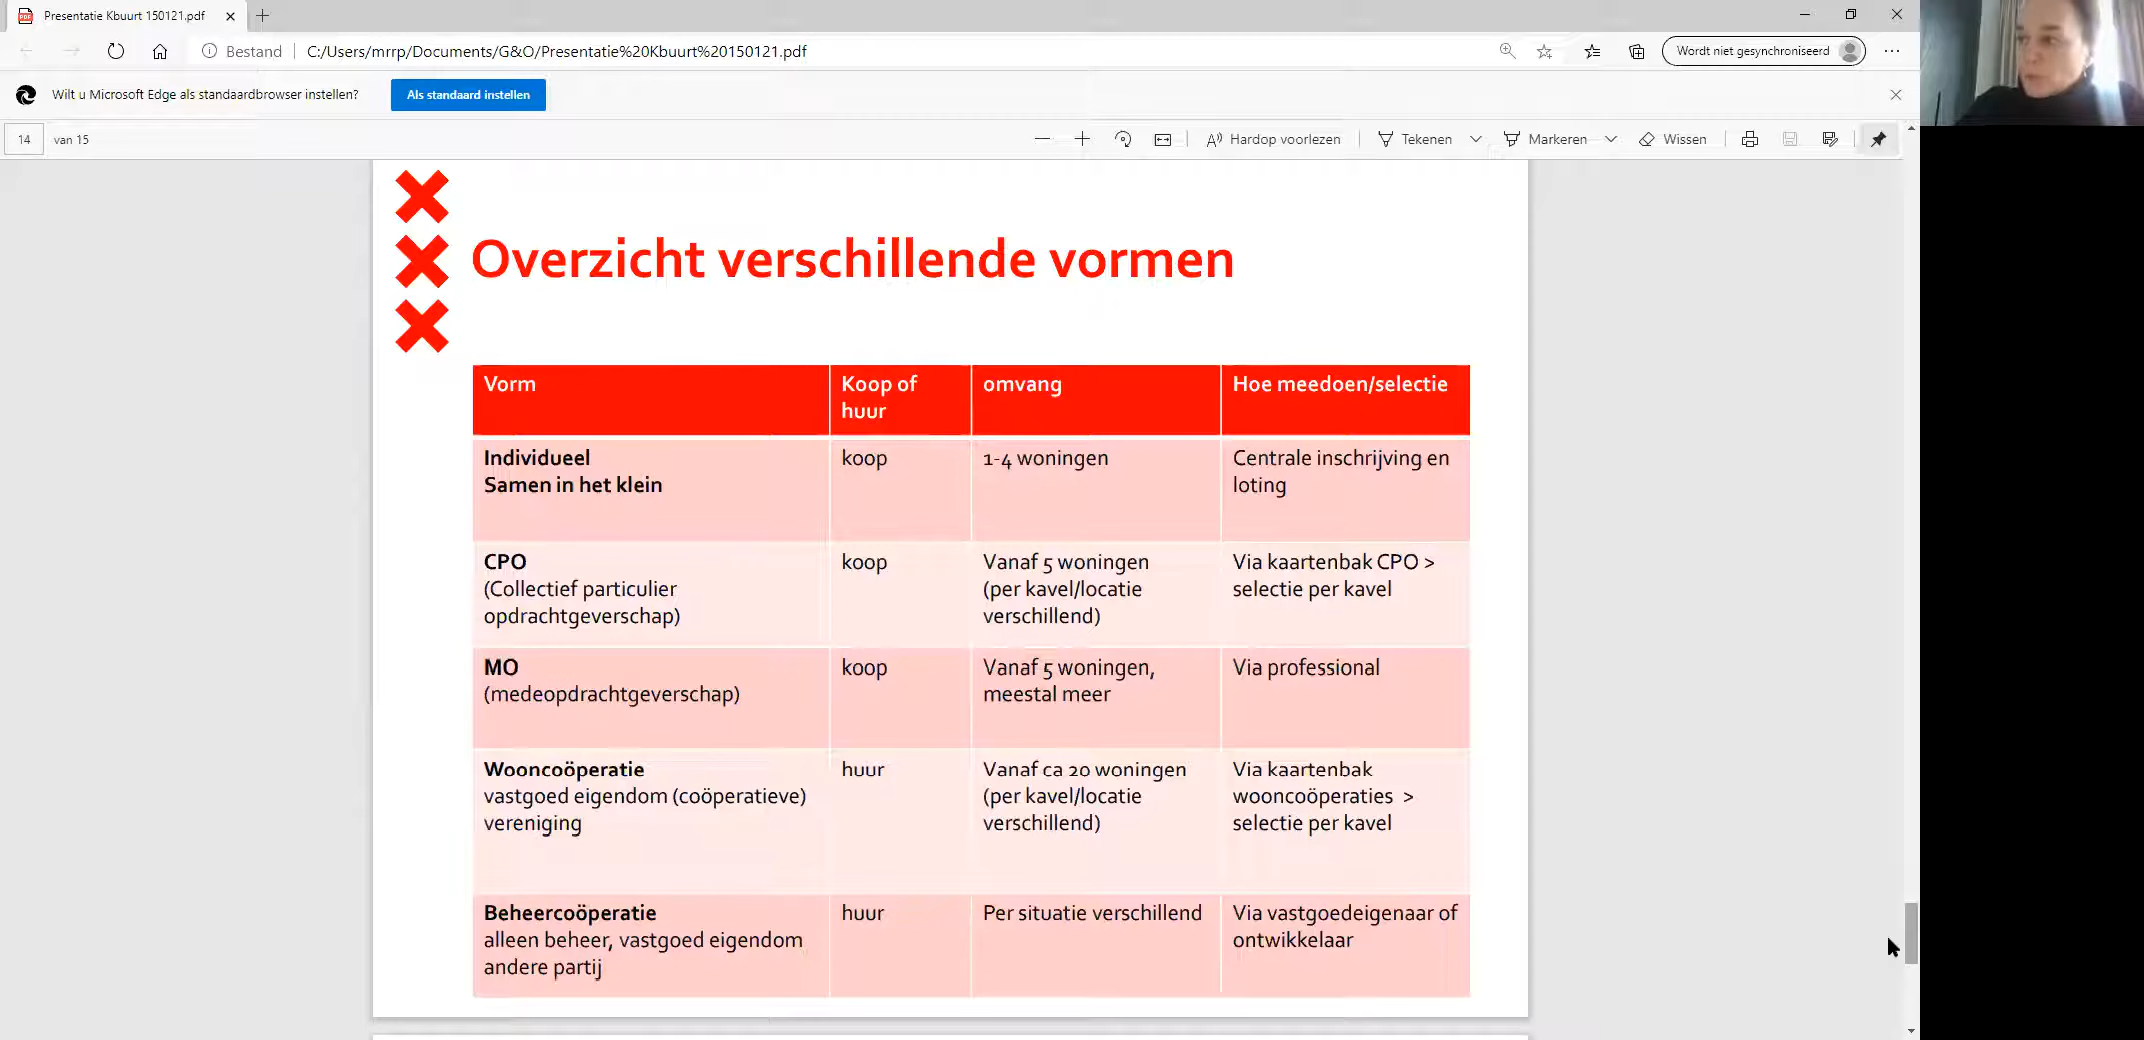 Presentatie Kbuurt 150121.pdf
Bestand
C:/Users/mrrp/Documents/G&O/Presentatie%20Kbuurt%20150121.pdf
Wordt niet gesynchroniseerd
Wilt u Microsoft Edge als standaardbrowser instellen?
Als standaard instellen
14 van 15
Hardop voorlezen
Tekenen
Markeren
Wissen
Overzicht verschillende vormen
Vorm
Koop of
huur
omvang
Hoe meedoen/selectie
Individueel
Samen in het klein
koop
1-4 woningen
Centrale inschrijving en
loting
CPO
(Collectief particulier
opdrachtgeverschap)
koop
Vanaf 5 woningen
(per kavel/locatie
verschillend)
Via kaartenbak CPO >
selectie per kavel
MO
(medeopdrachtgeverschap)
koop
Vanaf 5 woningen,
meestal meer
Via professional
Wooncoöperatie
vastgoed eigendom (coöperatieve)
vereniging
huur
Vanaf ca 20 woningen
(per kavel/locatie
verschillend)
Via kaartenbak
wooncoöperaties >
selectie per kavel
Beheercoöperatie
alleen beheer, vastgoed eigendom
andere partij
huur
Per situatie verschillend
Via vastgoedeigenaar of
ontwikkelaar